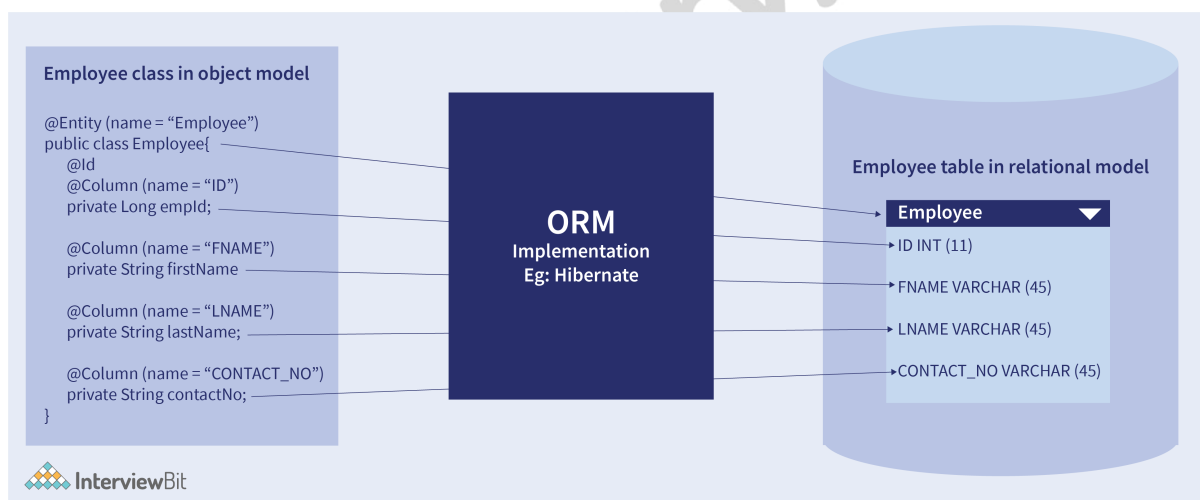 Employee class in object model
@Entity (name = “Employee”)
public class Employee{
@Id
@Column (name = “ID”)
private Long empId;
@Column (name = “FNAME”)
private String firstName
@Column (name = “LNAME”)
private String lastName;
@Column (name = “CONTACT_NO”)
private String contactNo;
}
ORM
Implementation
Eg: Hibernate
Employee table in relational model
Employee
ID INT (11)
FNAME VARCHAR (45)
LNAME VARCHAR (45)
CONTACT_NO VARCHAR (45)
InterviewBit